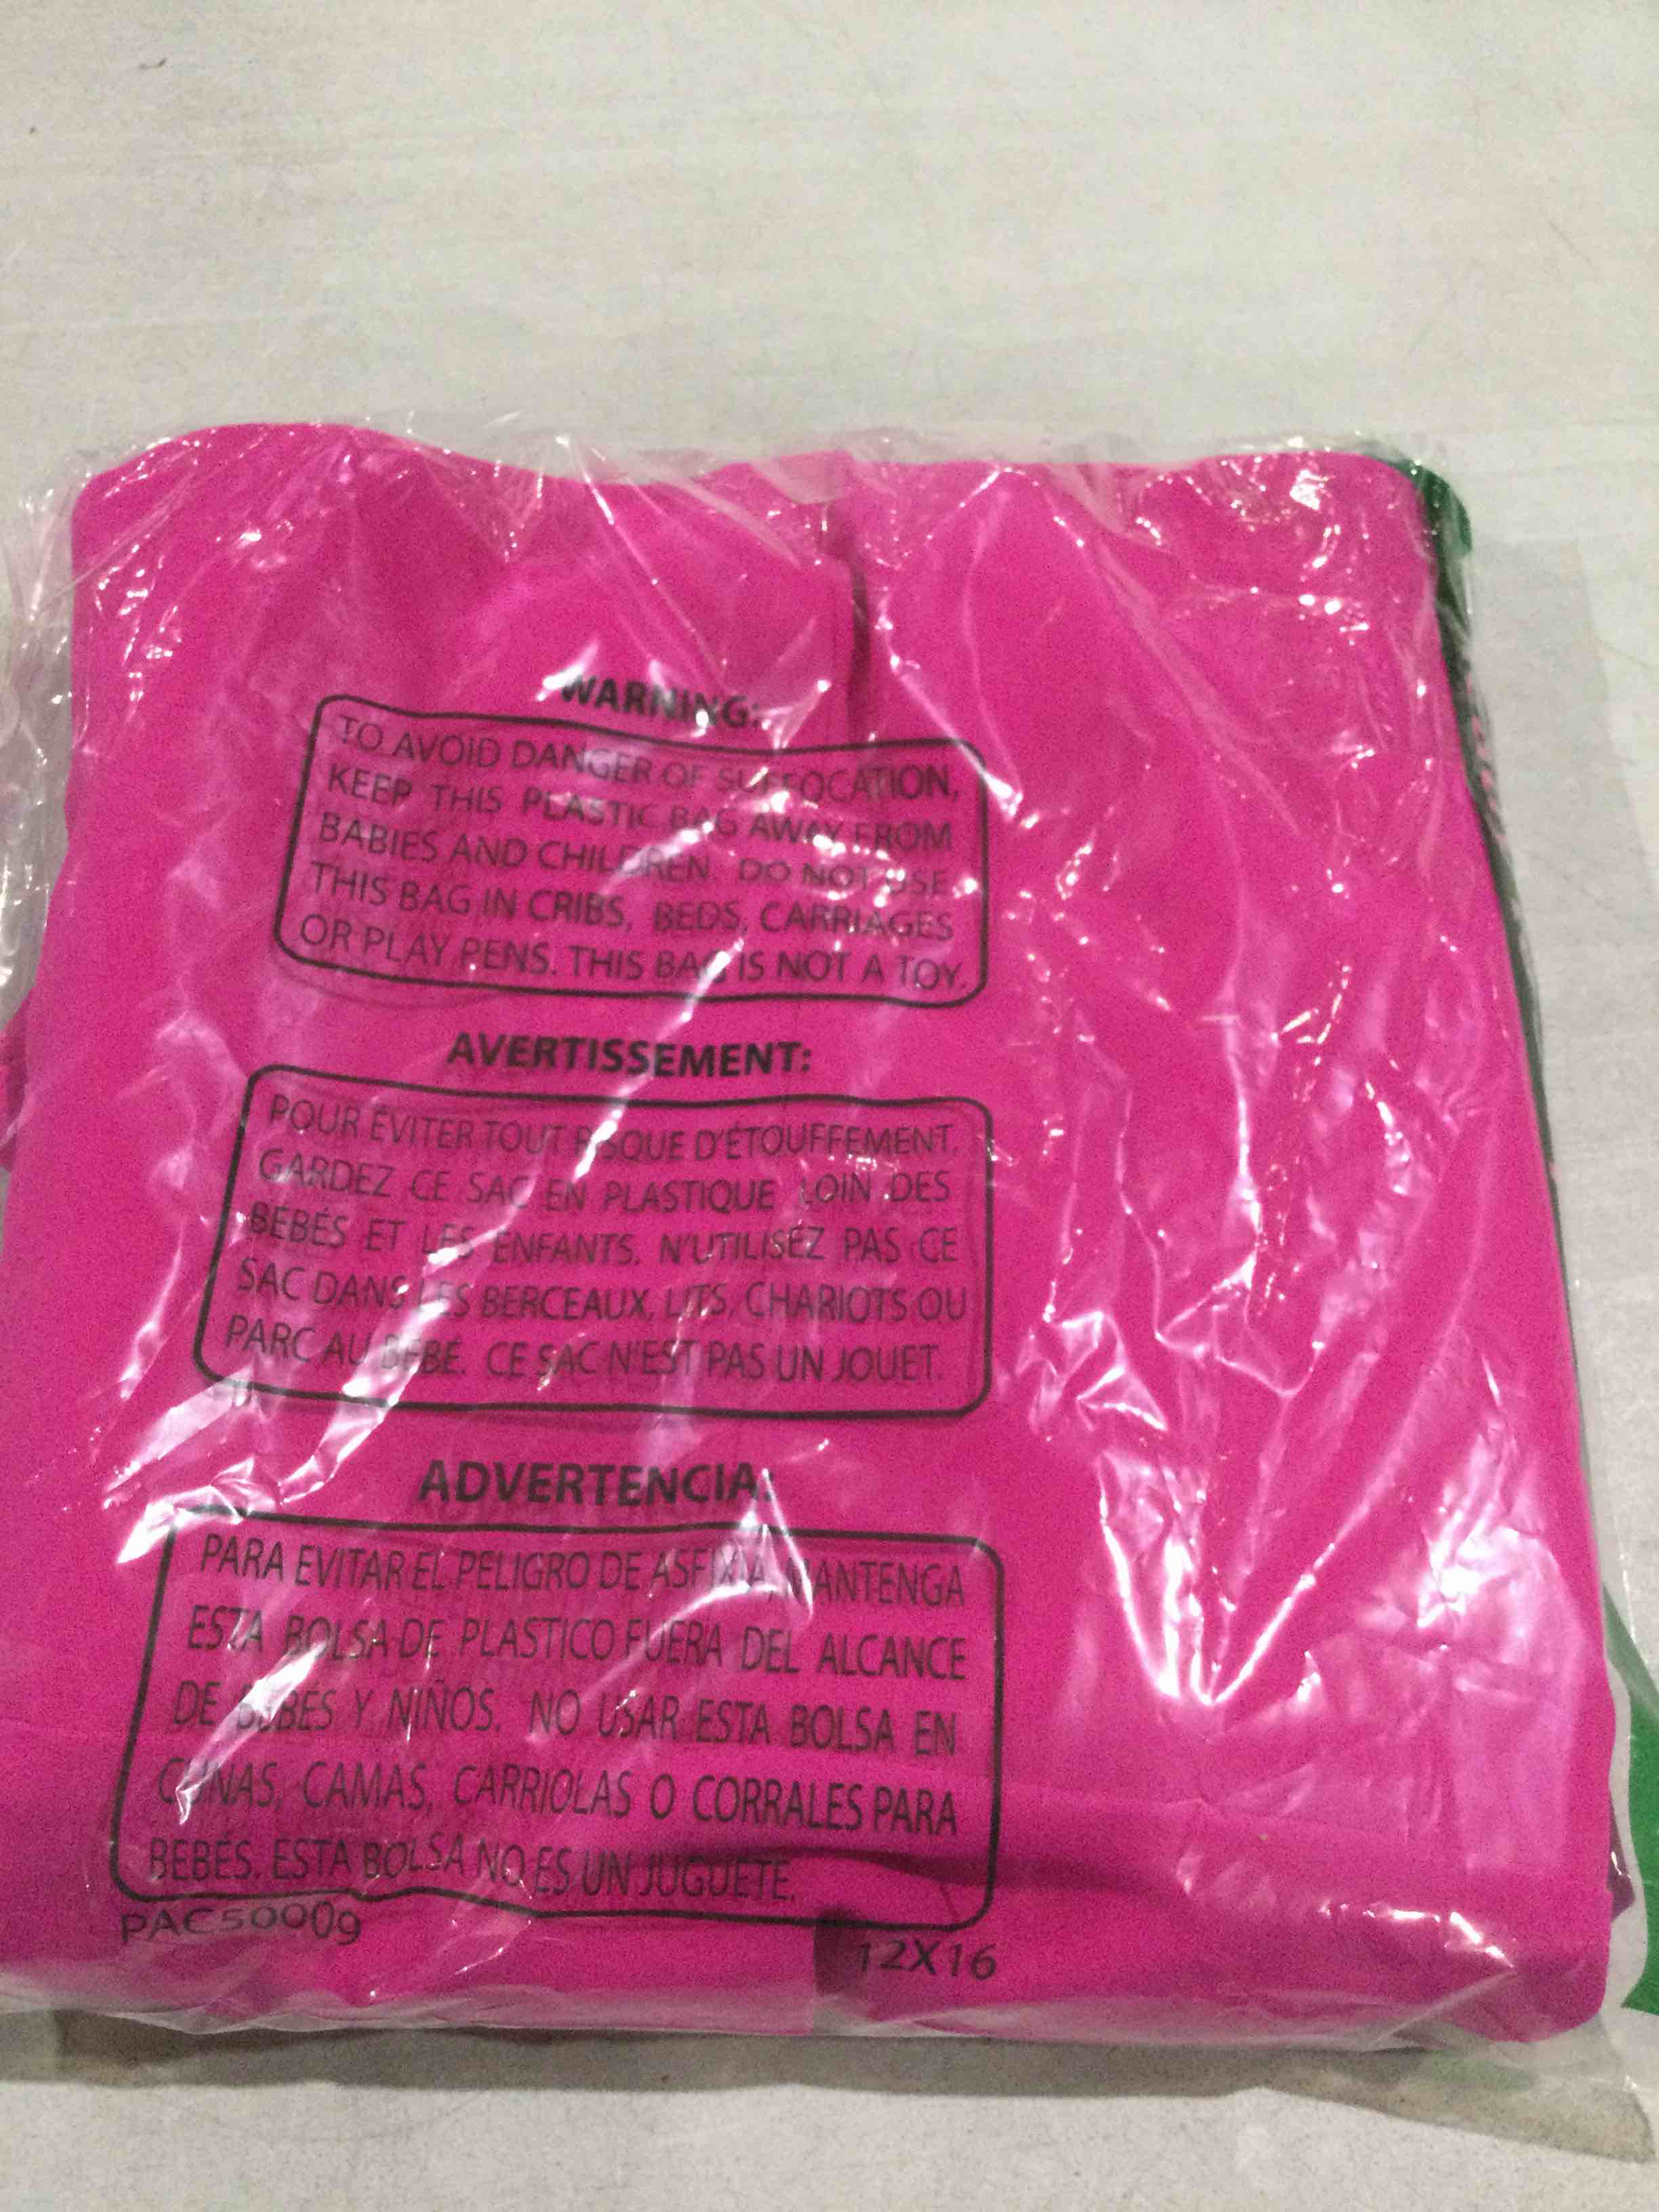 WARNING:
TO AVOID DANGER OF SUFFOCATION,
KEEP THIS PLASTIC BAG AWAY FROM
BABIES AND CHILDREN. DO NOT USE
THIS BAG IN CRIBS, BEDS, CARRIAGES
OR PLAY PENS. THIS BAG IS NOT A TOY.
AVERTISSEMENT:
POUR ÉVITER TOUT RISQUE D'ÉTOUFFEMENT,
GARDEZ CE SAC EN PLASTIQUE LOIN DES
BEBÉS ET LES ENFANTS. N'UTILISEZ PAS CE
SAC DANS LES BERCEAUX, LITS, CHARIOTS OU
PARC AU BÉBÉ. CE SAC N'EST PAS UN JOUET.
ADVERTENCIA:
PARA EVITAR EL PELIGRO DE ASFIXIA, MANTENGA
ESTA BOLSA DE PLASTICO FUERA DEL ALCANCE
DE BEBÉS Y NIÑOS. NO USAR ESTA BOLSA EN
CUNAS, CAMAS, CARRIOLAS O CORRALES PARA
BEBÉS. ESTA BOLSA NO ES UN JUGUETE.
PAC50009
12X16